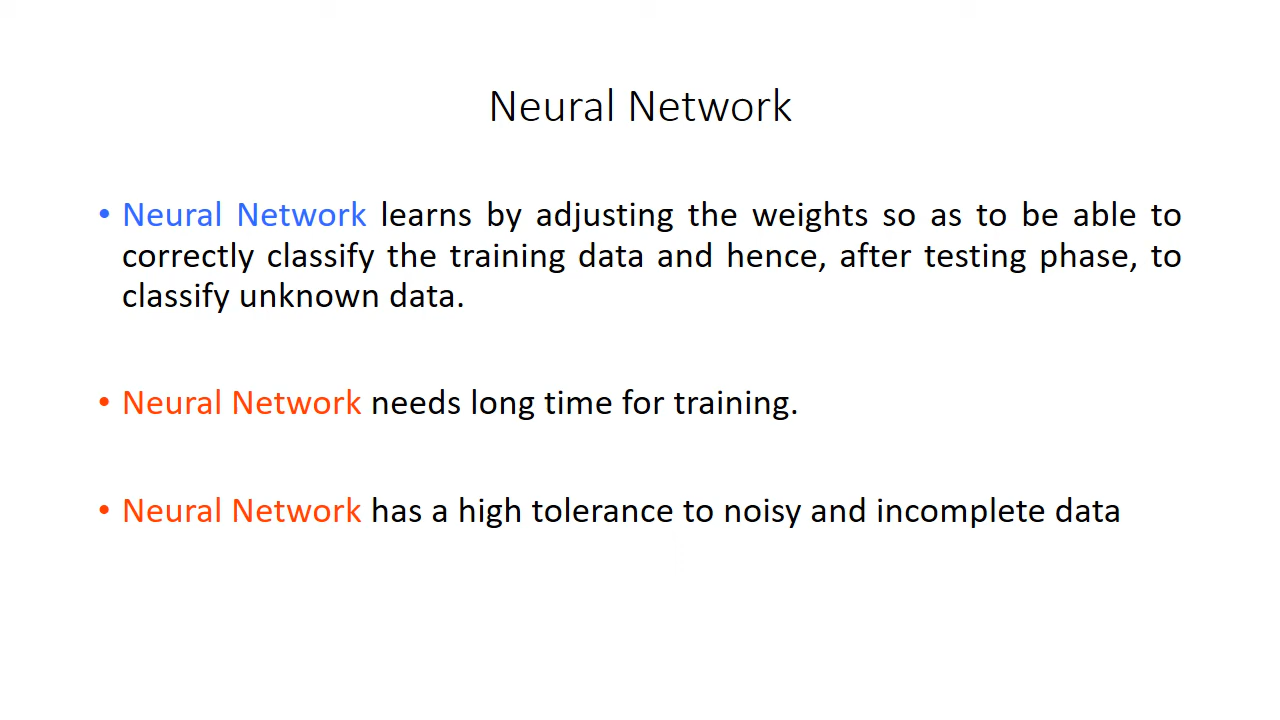 Neural Network
• Neural Network learns by adjusting the weights so as to be able to
correctly classify the training data and hence, after testing phase, to
classify unknown data.
• Neural Network needs long time for training.
• Neural Network has a high tolerance to noisy and incomplete data